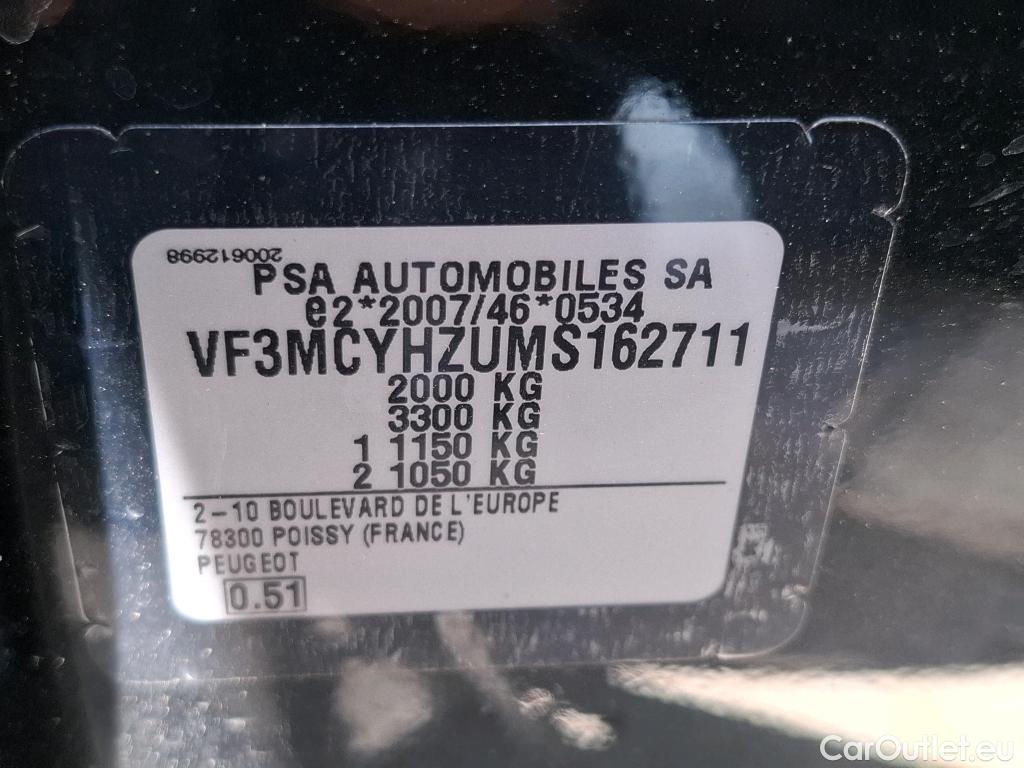 200612998
PSA AUTOMOBILES SA
e2*2007/46*0534
VF3MCYHZUMS162711
2000 KG
3300 KG
1 1150 KG
2 1050 KG
2-10 BOULEVARD DE L'EUROPE
78300 POISSY (FRANCE)
PEUGEOT
0.51
CarOutlet.eu